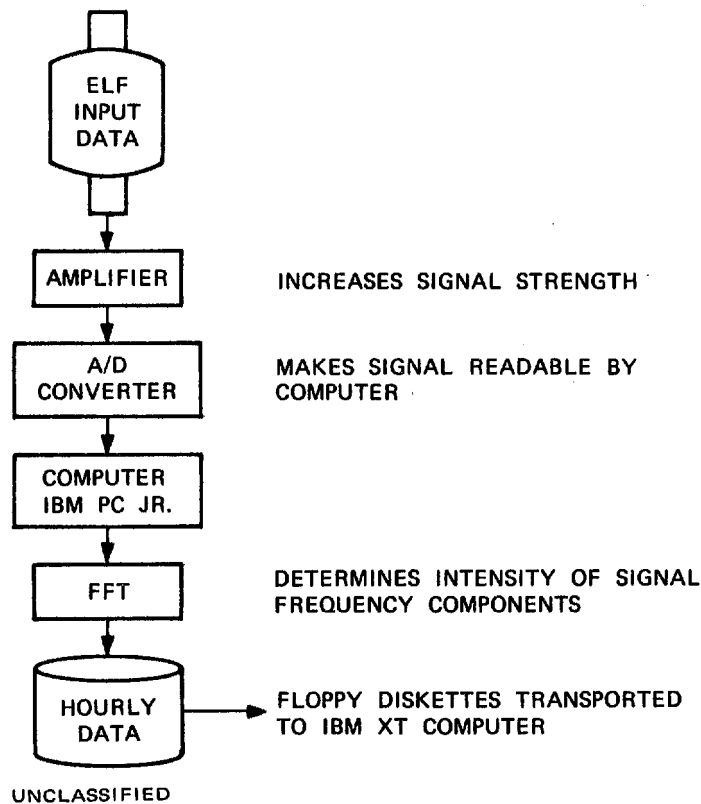 ELF
INPUT
DATA
AMPLIFIER
INCREASES SIGNAL STRENGTH
A/D
CONVERTER
MAKES SIGNAL READABLE BY
COMPUTER
COMPUTER
IBM PC JR.
FFT
DETERMINES INTENSITY OF SIGNAL
FREQUENCY COMPONENTS
HOURLY
DATA
FLOPPY DISKETTES TRANSPORTED
TO IBM XT COMPUTER
UNCLASSIFIED